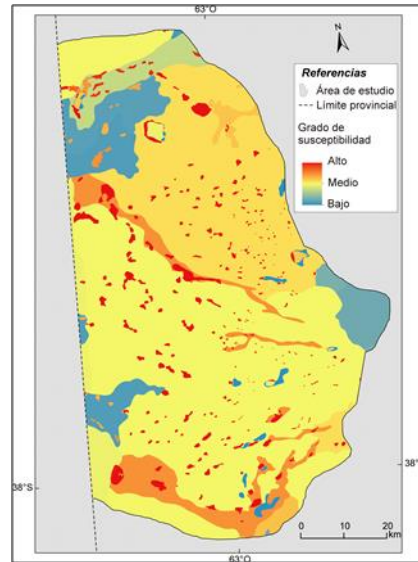 63°O
N
Referencias
Área de estudio
Límite provincial
Grado de
susceptibilidad
Alto
Medio
Bajo
38°S
38°
0 10 20
km
63°O